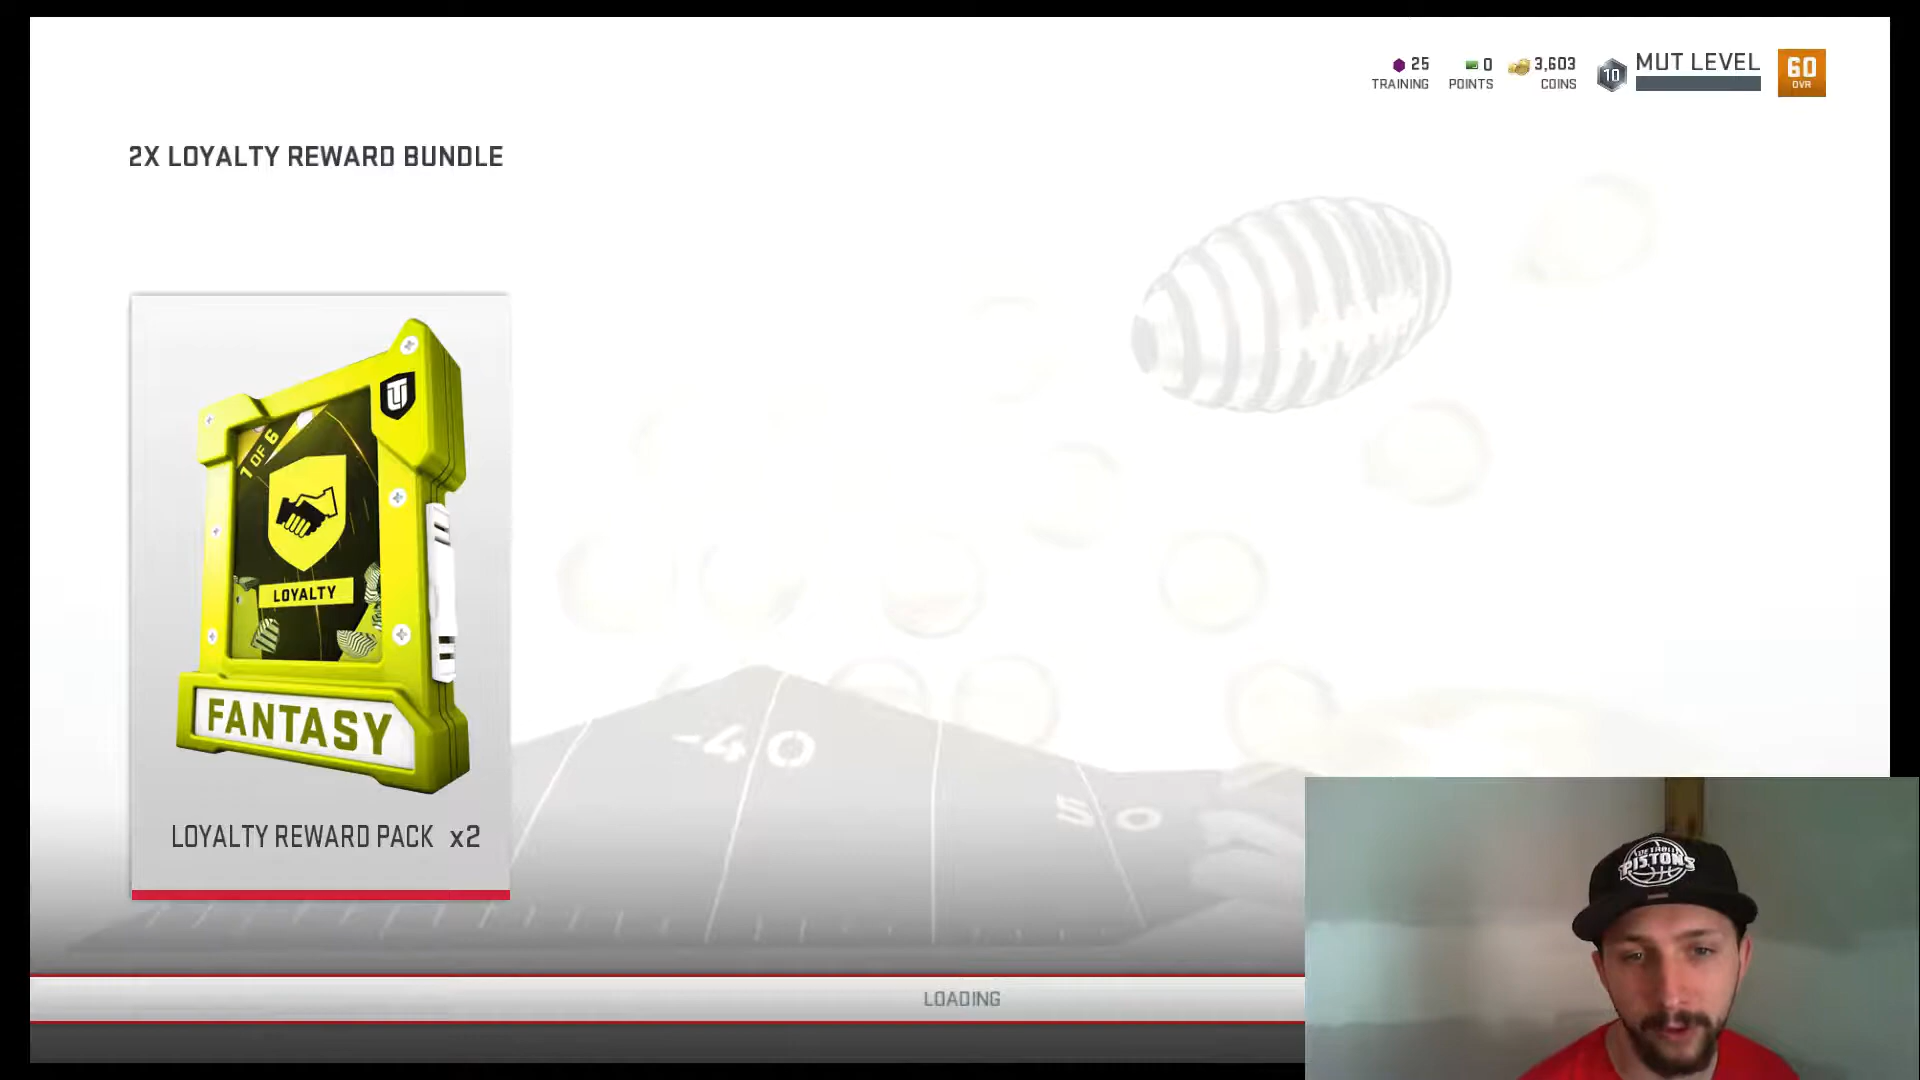 25
TRAINING
0
POINTS
3,603
COINS
10
MUT LEVEL
60
OVR
2X LOYALTY REWARD BUNDLE
1 OF 6
LOYALTY
FANTASY
LOYALTY REWARD PACK x2
-40
50
LOADING
DETROIT
PISTONS